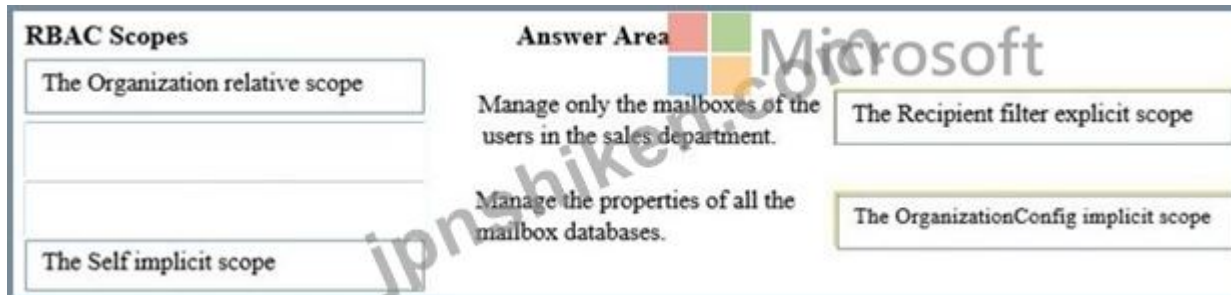 RBAC Scopes
Answer Area
Microsoft
The Organization relative scope
Manage only the mailboxes of the
users in the sales department.
The Recipient filter explicit scope
Manage the properties of all the
mailbox databases.
The OrganizationConfig implicit scope
The Self implicit scope
jpnshiken.com